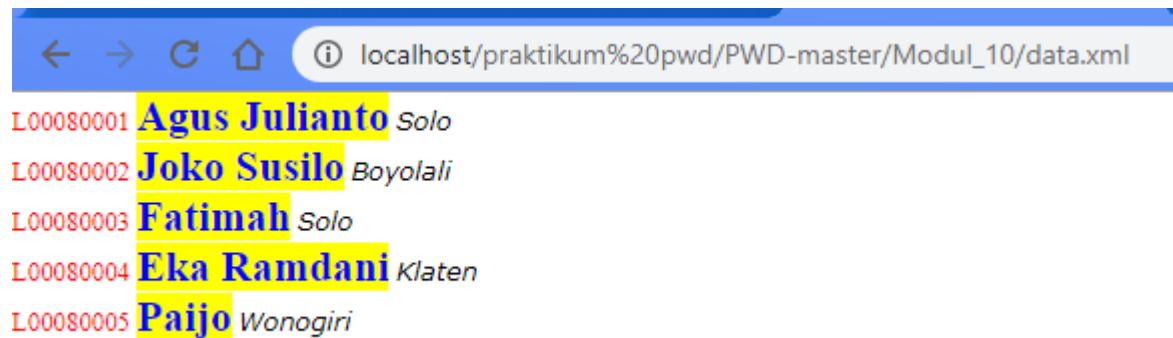 localhost/praktikum%20pwd/PWD-master/Modul_10/data.xml
L00080001 Agus Julianto Solo
L00080002 Joko Susilo Boyolali
L00080003 Fatimah Solo
L00080004 Eka Ramdani Klaten
L00080005 Paijo Wonogiri